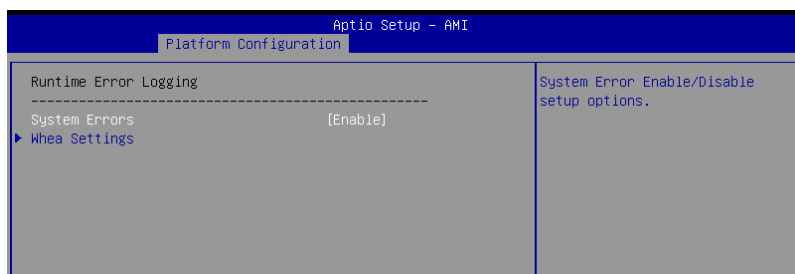 Aptio Setup - AMI
Platform Configuration
Runtime Error Logging
--------------------------------------------------
System Errors [Enable]
Whea Settings
System Error Enable/Disable
setup options.